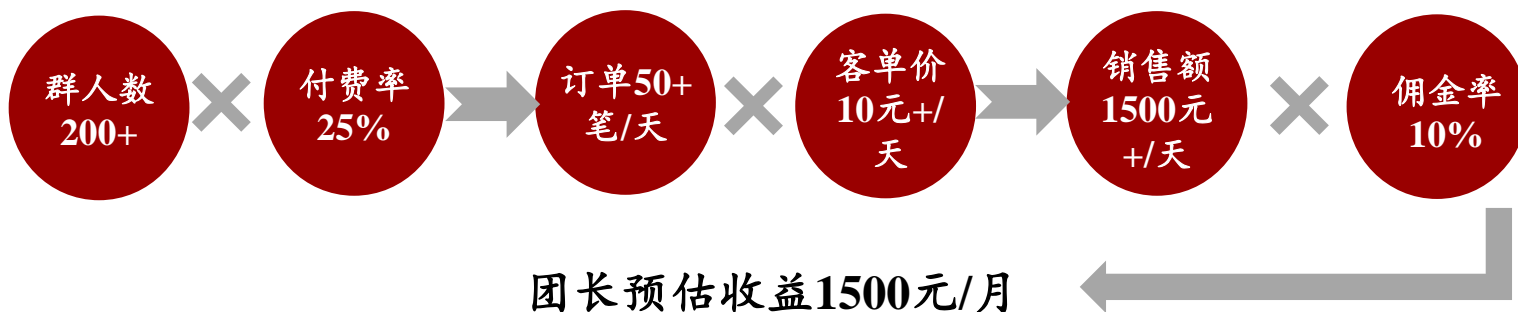 群人数
200+
付费率
25%
订单50+
笔/天
客单价
10元+/
天
销售额
1500元
+/天
佣金率
10%
团长预估收益1500元/月